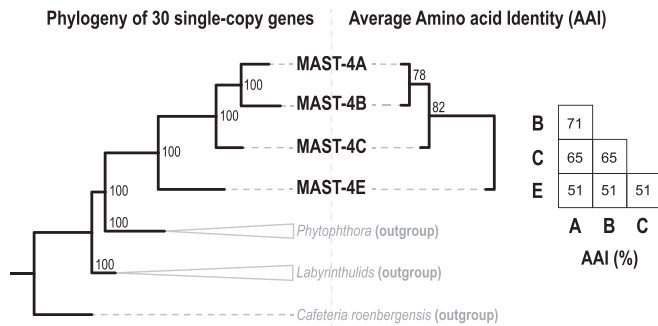 Phylogeny of 30 single-copy genes
Average Amino acid Identity (AAI)
MAST-4A
78
100
MAST-4B
82
100
MAST-4C
100
MAST-4E
100
100
Phytophthora (outgroup)
100
Labyrinthulids (outgroup)
Cafeteria roenbergensis (outgroup)
B 71
C 65 65
E 51 51 51
A B C
AAI (%)